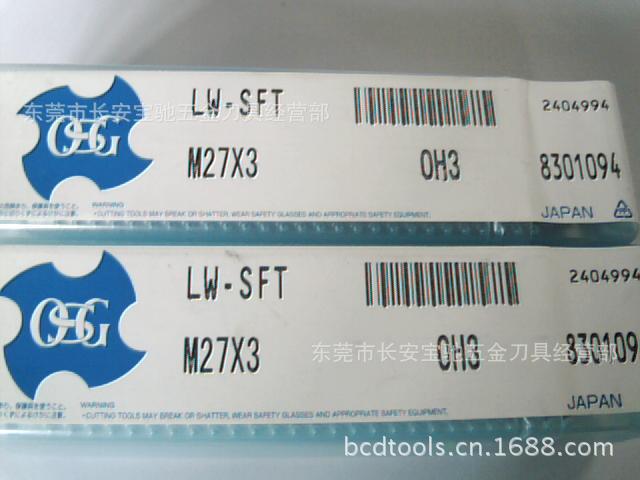 LW-SFT
2404994
东莞市长安宝驰五金刀具经营部
OSG
M27X3 OH3 8301094
WARNING
・CUTTING TOOLS MAY BREAK OR SHATTER, WEAR SAFETY GLASSES AND APPROPRIATE SAFETY EQUIPMENT.
JAPAN
LW-SFT
2404994
OSG
M27X3 OH3 830109
东莞市长安宝驰五金刀具经营部
WARNING
・CUTTING TOOLS MAY BREAK OR SHATTER, WEAR SAFETY GLASSES AND APPROPRIATE SAFETY EQUIPMENT.
JAPAN
bcdtools.cn.1688.com